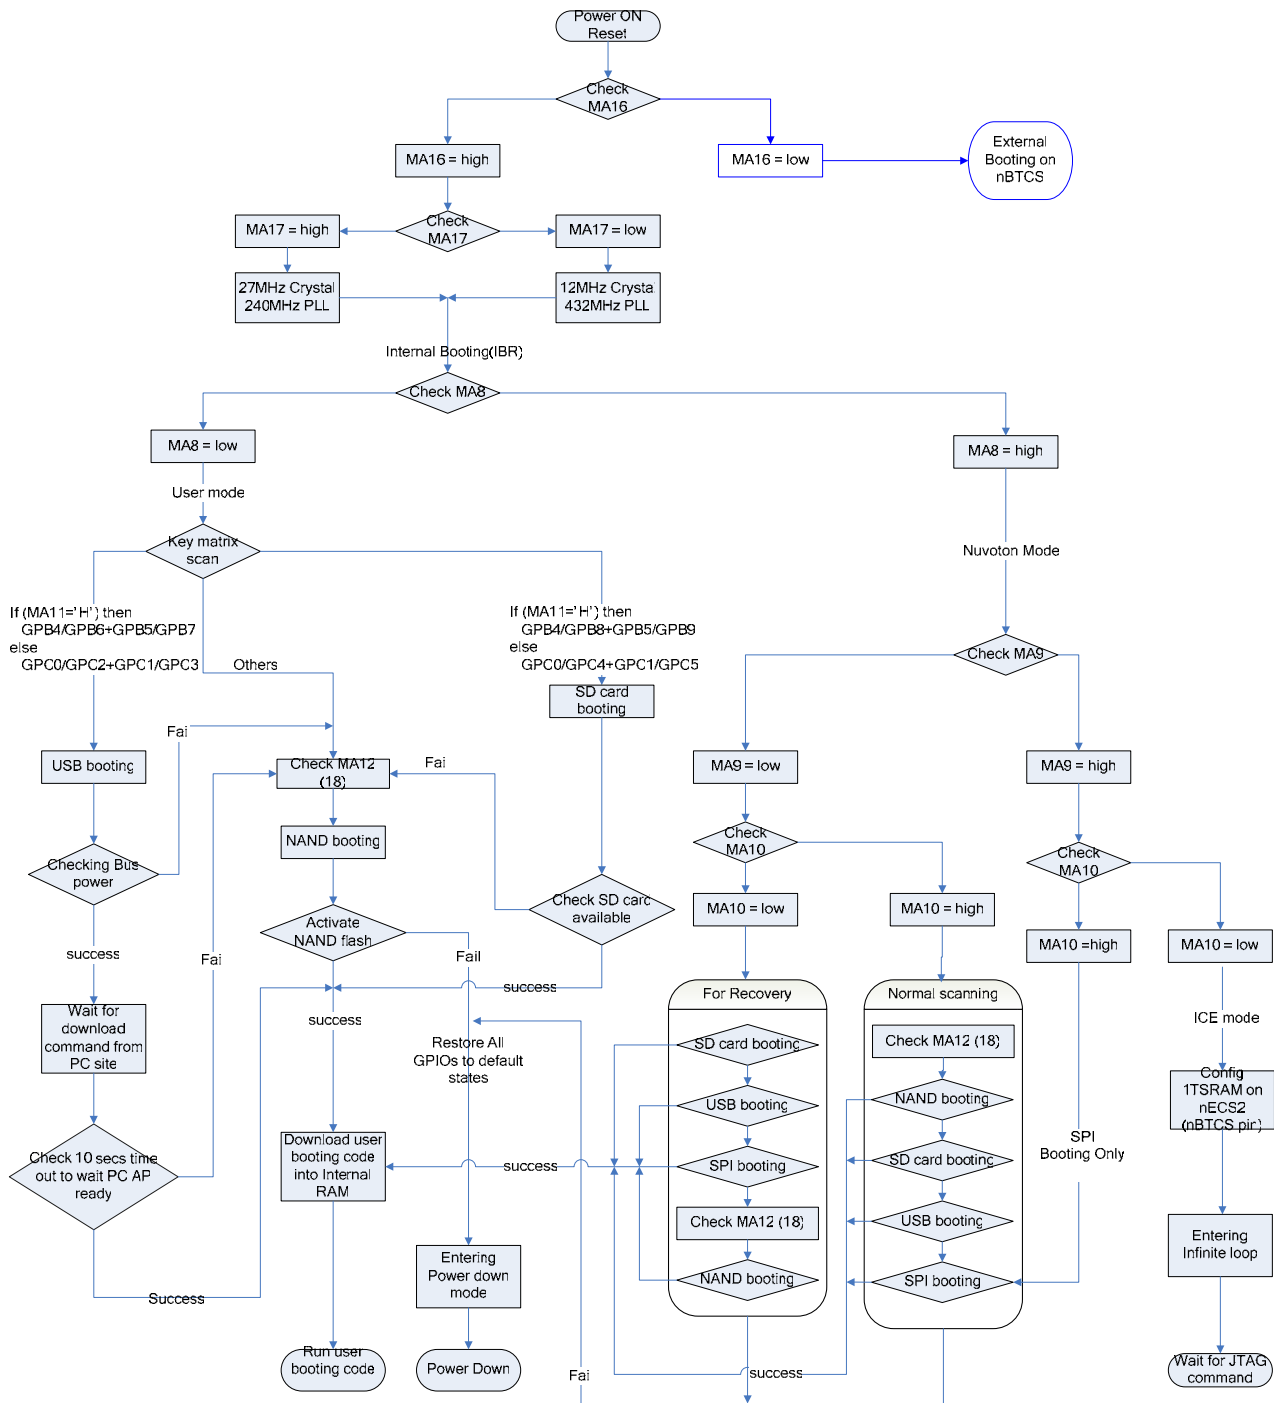 Power ON
Reset
Check
MA16
MA16 = high
MA16 = low
External
Booting on
nBTCS
Check
MA17
MA17 = high
MA17 = low
27MHz Crystal
240MHz PLL
12MHz Crystal
432MHz PLL
Internal Booting(IBR)
Check MA8
MA8 = low
MA8 = high
User mode
Key matrix
scan
Nuvoton Mode
If (MA11='H') then
GPB4/GPB6+GPB5/GPB7
else
GPC0/GPC2+GPC1/GPC3
Others
If (MA11='H') then
GPB4/GPB8+GPB5/GPB9
else
GPC0/GPC4+GPC1/GPC5
Check MA9
SD card
booting
Fai
USB booting
Check MA12
(18)
Fai
MA9 = low
MA9 = high
NAND booting
Check
MA10
Check
MA10
Checking Bus
power
Check SD card
available
MA10 = low
MA10 = high
Activate
NAND flash
MA10 =high
MA10 = low
success
Fai
Fail
success
For Recovery
Normal scanning
Wait for
download
command from
PC site
success
ICE mode
Restore All
GPIOs to default
states
SD card booting
Check MA12 (18)
Config
1TSRAM on
nECS2
(nBTCS pin)
USB booting
NAND booting
Check 10 secs time
out to wait PC AP
ready
Download user
booting code
into Internal
RAM
success
SPI booting
SD card booting
SPI
Booting Only
Check MA12 (18)
USB booting
Entering
Infinite loop
Entering
Power down
mode
NAND booting
SPI booting
Success
Run user
booting code
Power Down
Fai
success
Wait for JTAG
command